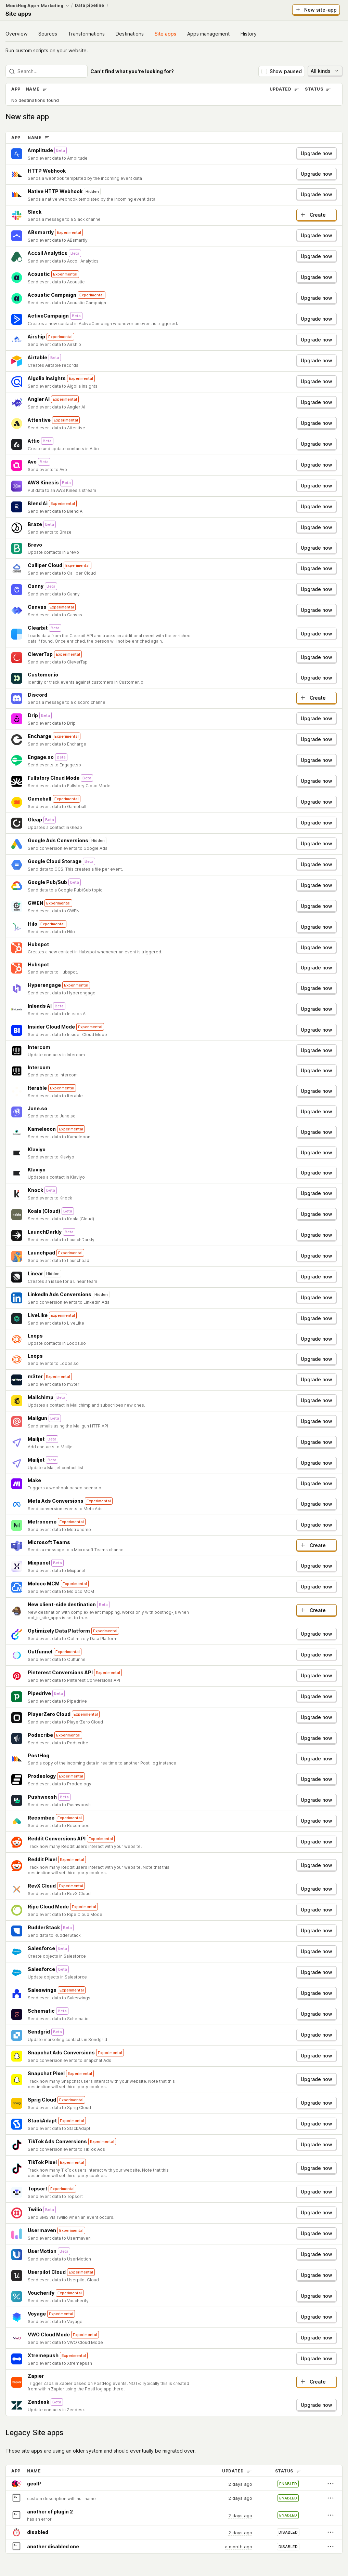 MockHog App + Marketing / Data pipeline /
Site apps
New site-app
Overview Sources Transformations Destinations Site apps Apps management History
Run custom scripts on your website.
Search... Can't find what you're looking for? Show paused All kinds
APP NAME UPDATED STATUS
No destinations found
New site app
APP NAME
Amplitude Beta
Send event data to Amplitude
Upgrade now
HTTP Webhook
Sends a webhook templated by the incoming event data
Upgrade now
Native HTTP Webhook Hidden
Sends a native webhook templated by the incoming event data
Upgrade now
Slack
Sends a message to a Slack channel
Create
ABsmartly Experimental
Send event data to ABsmartly
Upgrade now
Accoil Analytics Beta
Send event data to Accoil Analytics
Upgrade now
Acoustic Experimental
Send event data to Acoustic
Upgrade now
Acoustic Campaign Experimental
Send event data to Acoustic Campaign
Upgrade now
ActiveCampaign Beta
Creates a new contact in ActiveCampaign whenever an event is triggered.
Upgrade now
Airship Experimental
Send event data to Airship
Upgrade now
Airtable Beta
Creates Airtable records
Upgrade now
Algolia Insights Experimental
Send event data to Algolia Insights
Upgrade now
Angler AI Experimental
Send event data to Angler AI
Upgrade now
Attentive Experimental
Send event data to Attentive
Upgrade now
Attio Beta
Create and update contacts in Attio
Upgrade now
Avo Beta
Send events to Avo
Upgrade now
AWS Kinesis Beta
Put data to an AWS Kinesis stream
Upgrade now
Blend Ai Experimental
Send event data to Blend Ai
Upgrade now
Braze Beta
Send events to Braze
Upgrade now
Brevo
Update contacts in Brevo
Upgrade now
Calliper Cloud Experimental
Send event data to Calliper Cloud
Upgrade now
Canny Beta
Send event data to Canny
Upgrade now
Canvas Experimental
Send event data to Canvas
Upgrade now
Clearbit Beta
Loads data from the Clearbit API and tracks an additional event with the enriched
data if found. Once enriched, the person will not be enriched again.
Upgrade now
CleverTap Experimental
Send event data to CleverTap
Upgrade now
Customer.io
Identify or track events against customers in Customer.io
Upgrade now
Discord
Sends a message to a discord channel
Create
Drip Beta
Send event data to Drip
Upgrade now
Encharge Experimental
Send event data to Encharge
Upgrade now
Engage.so Beta
Send events to Engage.so
Upgrade now
Fullstory Cloud Mode Beta
Send event data to Fullstory Cloud Mode
Upgrade now
Gameball Experimental
Send event data to Gameball
Upgrade now
Gleap Beta
Updates a contact in Gleap
Upgrade now
Google Ads Conversions Hidden
Send conversion events to Google Ads
Upgrade now
Google Cloud Storage Beta
Send data to GCS. This creates a file per event.
Upgrade now
Google Pub/Sub Beta
Send data to a Google Pub/Sub topic
Upgrade now
GWEN Experimental
Send event data to GWEN
Upgrade now
Hilo Experimental
Send event data to Hilo
Upgrade now
Hubspot
Creates a new contact in Hubspot whenever an event is triggered.
Upgrade now
Hubspot
Send events to Hubspot.
Upgrade now
Hyperengage Experimental
Send event data to Hyperengage
Upgrade now
Inleads AI Beta
Send event data to Inleads AI
Upgrade now
Insider Cloud Mode Experimental
Send event data to Insider Cloud Mode
Upgrade now
Intercom
Update contacts in Intercom
Upgrade now
Intercom
Send events to Intercom
Upgrade now
1terable Experimental
Send event data to Iterable
Upgrade now
June.so
Send events to June.so
Upgrade now
Kameleoon Experimental
Send event data to Kameleoon
Upgrade now
Klaviyo
Send events to Klaviyo
Upgrade now
Klaviyo
Updates a contact in Klaviyo
Upgrade now
Knock Beta
Send events to Knock
Upgrade now
Koala (Cloud) Beta
Send event data to Koala (Cloud)
Upgrade now
LaunchDarkly Beta
Send event data to LaunchDarkly
Upgrade now
Launchpad Experimental
Send event data to Launchpad
Upgrade now
Linear Hidden
Creates an issue for a Linear team
Upgrade now
LinkedIn Ads Conversions Hidden
Send conversion events to LinkedIn Ads
Upgrade now
LiveLike Experimental
Send event data to LiveLike
Upgrade now
Loops
Update contacts in Loops.so
Upgrade now
Loops
Send events to Loops.so
Upgrade now
m3ter Experimental
Send event data to m3ter
Upgrade now
Mailchimp Beta
Updates a contact in Mailchimp and subscribes new ones.
Upgrade now
Mailgun Beta
Send emails using the Mailgun HTTP API
Upgrade now
Mailjet Beta
Add contacts to Mailjet
Upgrade now
Mailjet Beta
Update a Mailjet contact list
Upgrade now
Make
Triggers a webhook based scenario
Upgrade now
Meta Ads Conversions Experimental
Send conversion events to Meta Ads
Upgrade now
Metronome Experimental
Send event data to Metronome
Upgrade now
Microsoft Teams
Sends a message to a Microsoft Teams channel
Create
Mixpanel Beta
Send event data to Mixpanel
Upgrade now
Moloco MCM Experimental
Send event data to Moloco MCM
Upgrade now
New client-side destination Beta
New destination with complex event mapping. Works only with posthog-js when
opt_in_site_apps is set to true.
Create
Optimizely Data Platform Experimental
Send event data to Optimizely Data Platform
Upgrade now
Outfunnel Experimental
Send event data to Outfunnel
Upgrade now
Pinterest Conversions API Experimental
Send event data to Pinterest Conversions API
Upgrade now
Pipedrive Beta
Send event data to Pipedrive
Upgrade now
PlayerZero Cloud Experimental
Send event data to PlayerZero Cloud
Upgrade now
Podscribe Experimental
Send event data to Podscribe
Upgrade now
PostHog
Send a copy of the incoming data in realtime to another PostHog instance
Upgrade now
Prodeology Experimental
Send event data to Prodeology
Upgrade now
Pushwoosh Beta
Send event data to Pushwoosh
Upgrade now
Recombee Experimental
Send event data to Recombee
Upgrade now
Reddit Conversions API Experimental
Track how many Reddit users interact with your website.
Upgrade now
Reddit Pixel Experimental
Track how many Reddit users interact with your website. Note that this
destination will set third-party cookies.
Upgrade now
RevX Cloud Experimental
Send event data to RevX Cloud
Upgrade now
Ripe Cloud Mode Experimental
Send event data to Ripe Cloud Mode
Upgrade now
RudderStack Beta
Send data to RudderStack
Upgrade now
Salesforce Beta
Create objects in Salesforce
Upgrade now
Salesforce Beta
Update objects in Salesforce
Upgrade now
Saleswings Experimental
Send event data to Saleswings
Upgrade now
Schematic Beta
Send event data to Schematic
Upgrade now
Sendgrid Beta
Update marketing contacts in Sendgrid
Upgrade now
Snapchat Ads Conversions Experimental
Send conversion events to Snapchat Ads
Upgrade now
Snapchat Pixel Experimental
Track how many Snapchat users interact with your website. Note that this
destination will set third-party cookies.
Upgrade now
Sprig Cloud Experimental
Send event data to Sprig Cloud
Upgrade now
StackAdapt Experimental
Send event data to StackAdapt
Upgrade now
TikTok Ads Conversions Experimental
Send conversion events to TikTok Ads
Upgrade now
TikTok Pixel Experimental
Track how many TikTok users interact with your website. Note that this
destination will set third-party cookies.
Upgrade now
Topsort Experimental
Send event data to Topsort
Upgrade now
Twilio Beta
Send SMS via Twilio when an event occurs.
Upgrade now
Usermaven Experimental
Send event data to Usermaven
Upgrade now
UserMotion Beta
Send event data to UserMotion
Upgrade now
Userpilot Cloud Experimental
Send event data to Userpilot Cloud
Upgrade now
Voucherify Experimental
Send event data to Voucherify
Upgrade now
Voyage Experimental
Send event data to Voyage
Upgrade now
VWO Cloud Mode Experimental
Send event data to VWO Cloud Mode
Upgrade now
Xtremepush Experimental
Send event data to Xtremepush
Upgrade now
Zapier
Trigger Zaps in Zapier based on PostHog events. NOTE: Typically this is created
from within Zapier using the PostHog app there.
Create
Zendesk Beta
Update contacts in Zendesk
Upgrade now
Legacy Site apps
These site apps are using an older system and should eventually be migrated over.
APP NAME UPDATED STATUS
geoIP 2 days ago ENABLED
custom description with null name 2 days ago ENABLED
another of plugin 2
has an error
2 days ago ENABLED
disabled 2 days ago DISABLED
another disabled one a month ago DISABLED